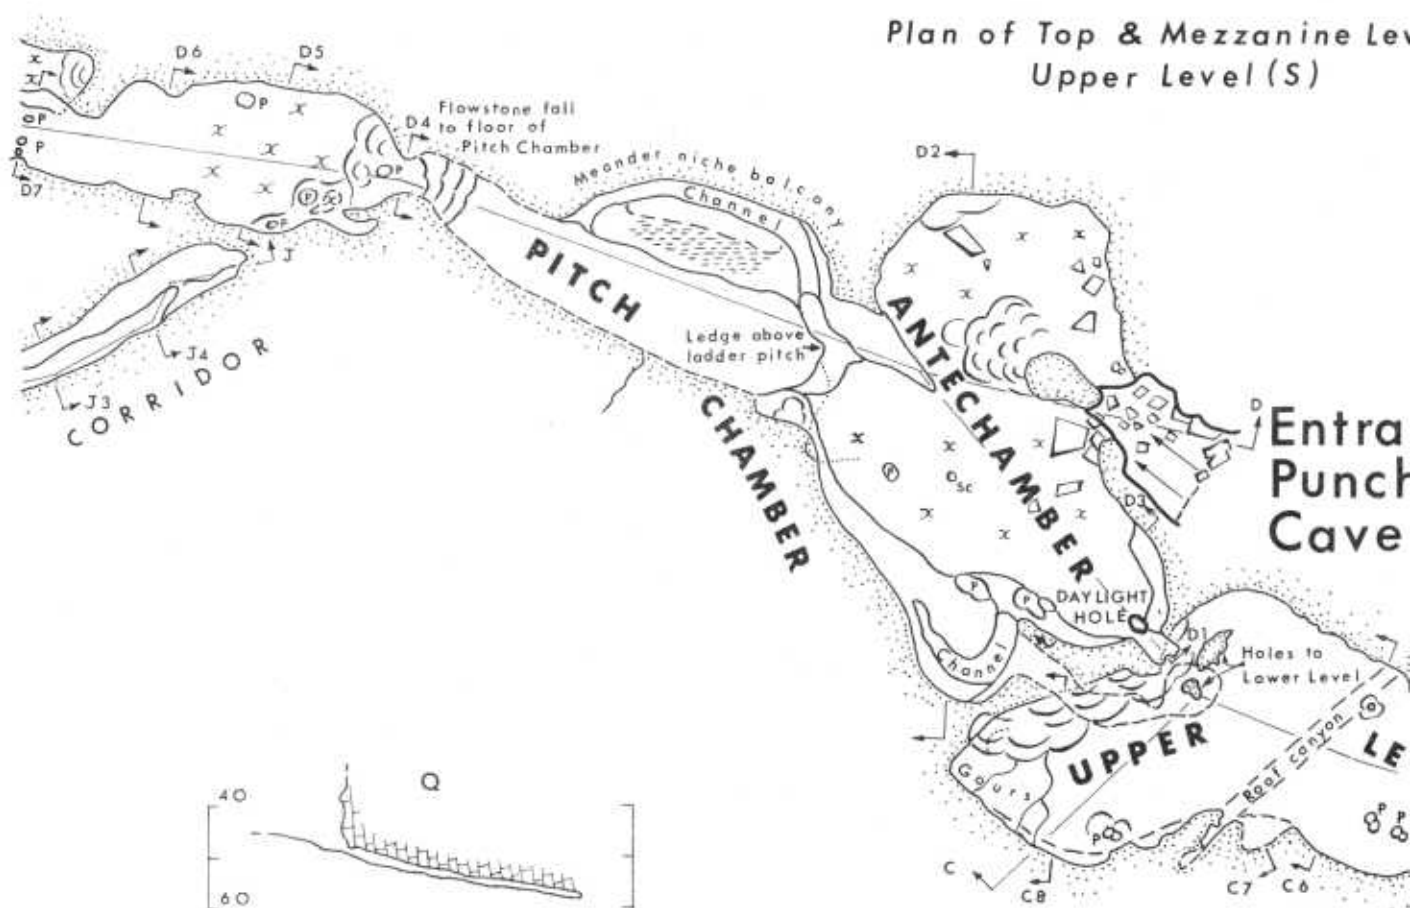 Plan of Top & Mezzanine Lev
Upper Level (S)
D6
D5
D4
Flowstone fall
to floor of
Pitch Chamber
Meander niche balcony
Channel
D2
x
x
P
P
P
P
P
P
D7
J
J4
J3
CORRIDOR
PITCH
CHAMBER
Ledge above
ladder pitch
ANTECHAMBER
D
Entra
Punch
Cave
D3
P
Sc
P
P
DAYLIGHT
HOLE
D1
Holes to
Lower Level
Channel
UPPER
LE
Roof canyon
Gours
P
P
P
C
C8
C7
C6
Q
40
60